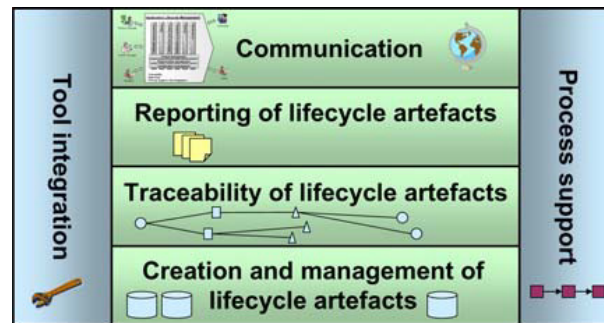 Tool integration
Communication
Reporting of lifecycle artefacts
Traceability of lifecycle artefacts
Creation and management of
lifecycle artefacts
Process support